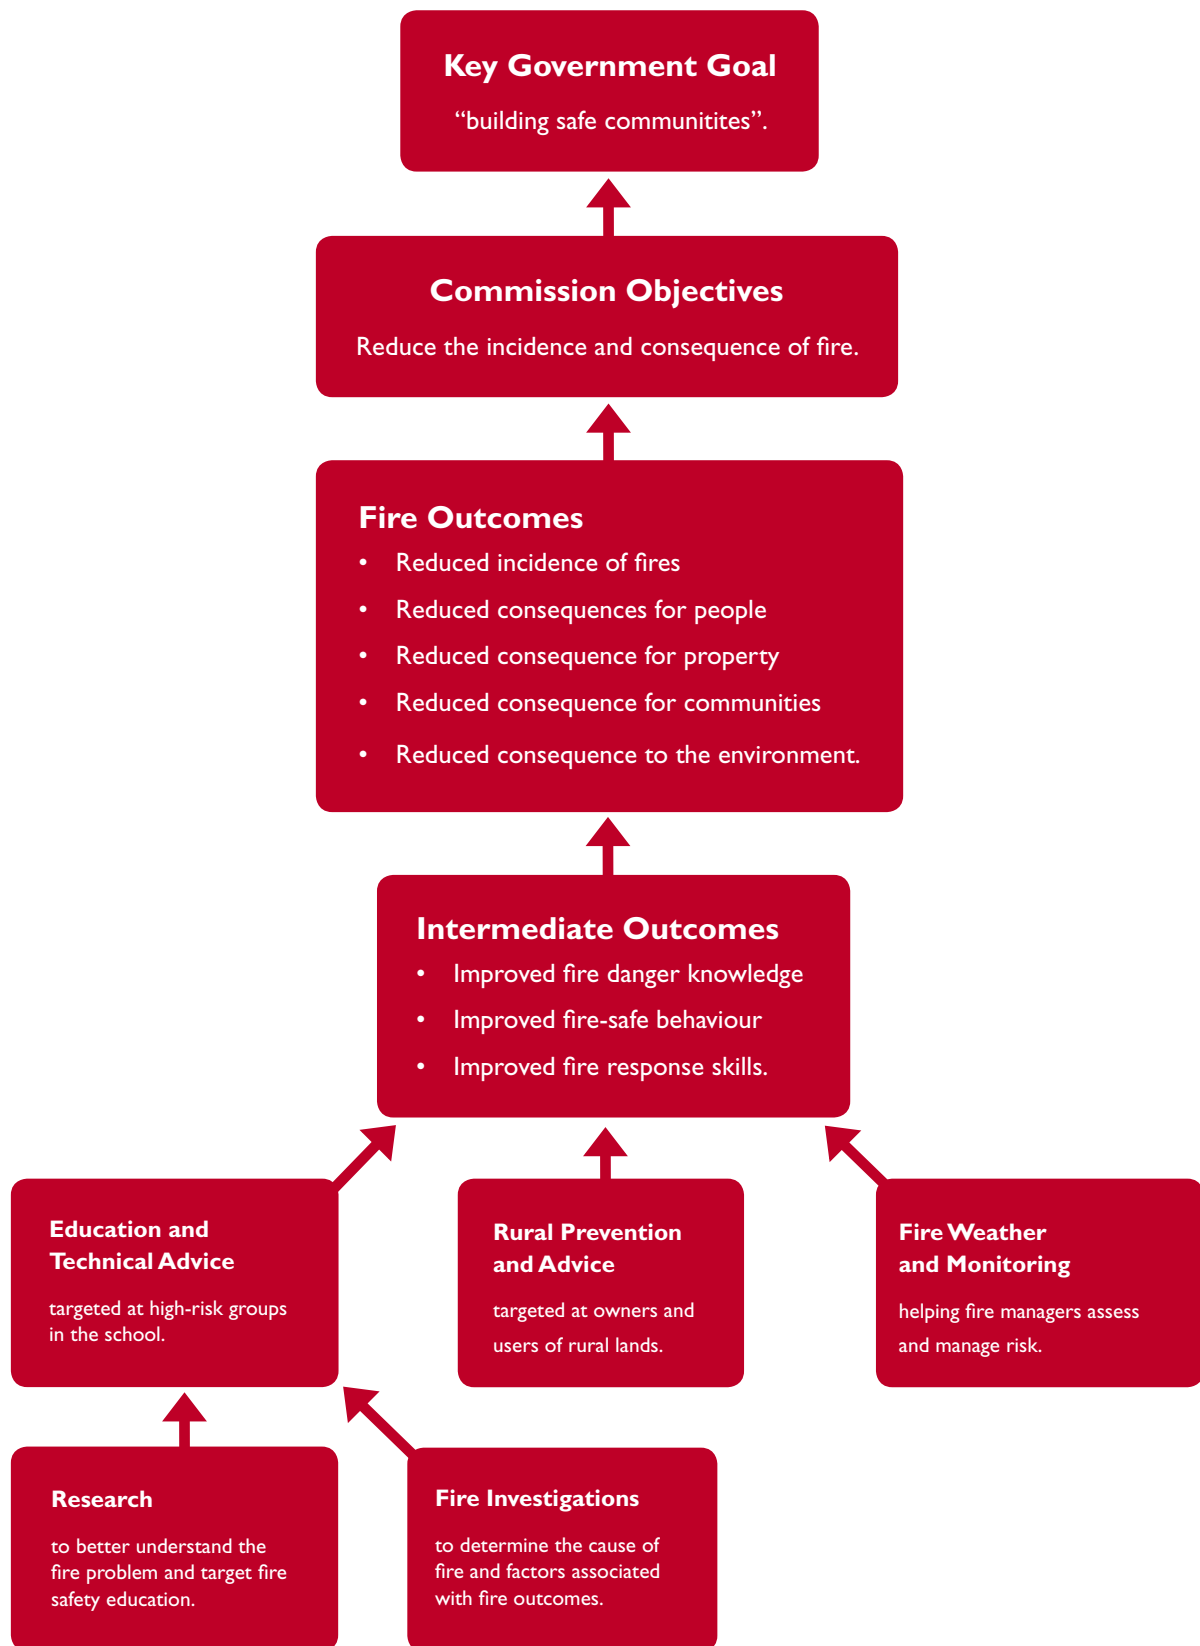 Key Government Goal
“building safe communitites”.
Commission Objectives
Reduce the incidence and consequence of fire.
Fire Outcomes
• Reduced incidence of fires
• Reduced consequences for people
• Reduced consequence for property
• Reduced consequence for communities
• Reduced consequence to the environment.
Intermediate Outcomes
• Improved fire danger knowledge
• Improved fire-safe behaviour
• Improved fire response skills.
Education and
Technical Advice
targeted at high-risk groups
in the school.
Rural Prevention
and Advice
targeted at owners and
users of rural lands.
Fire Weather
and Monitoring
helping fire managers assess
and manage risk.
Research
to better understand the
fire problem and target fire
safety education.
Fire Investigations
to determine the cause of
fire and factors associated
with fire outcomes.